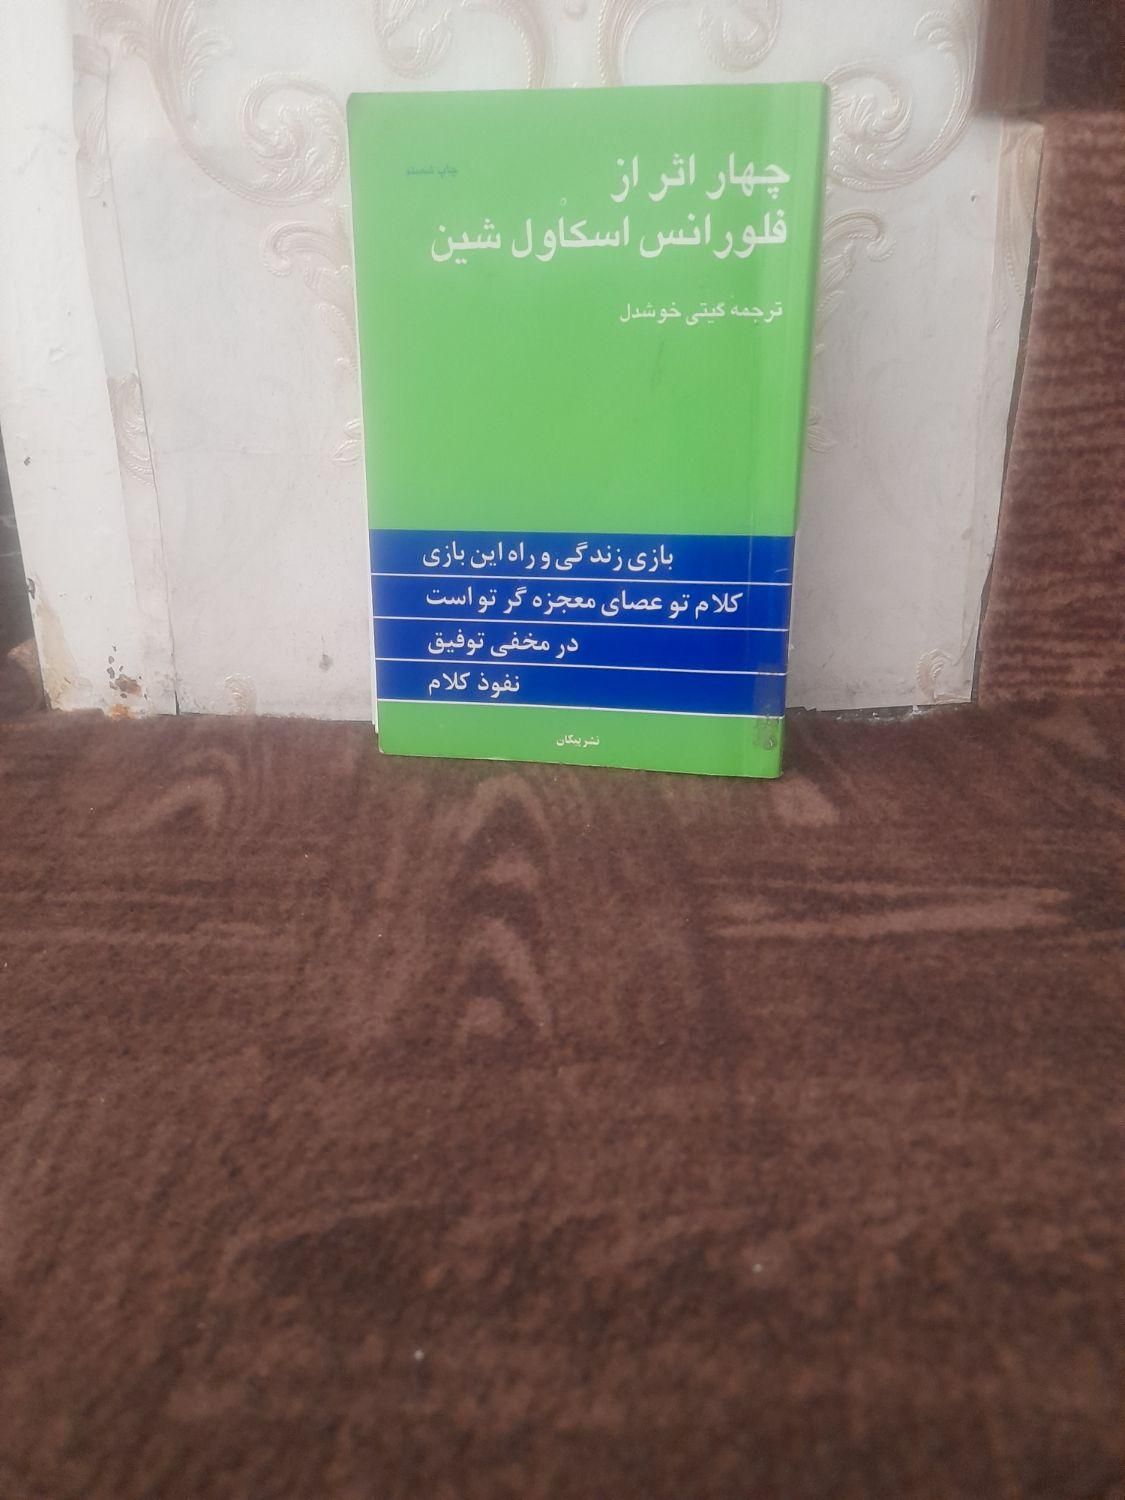 چهار اثر از
فلورانس اسکاول شین
ترجمهٔ گیتی خوشدل
چاپ شصتم
بازی زندگی و راه این بازی
کلام تو عصای معجزه گر تو است
در مخفی توفیق
نفوذ کلام
نشر پیکان